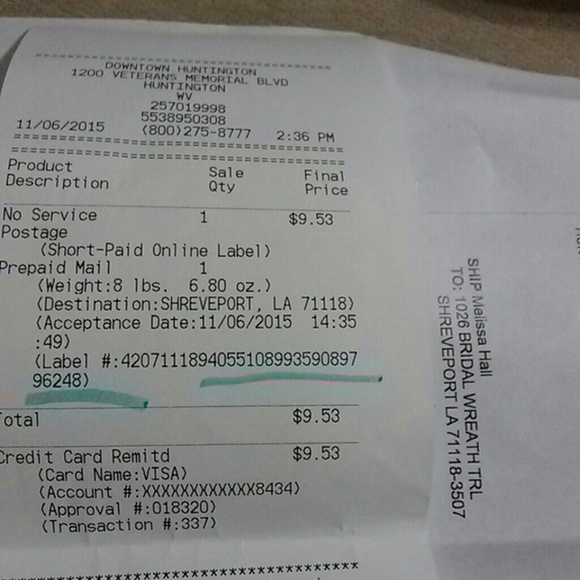 DOWNTOWN HUNTINGTON
1200 VETERANS MEMORIAL BLVD
HUNTINGTON
WV
257019998
5538950308
11/06/2015 (800)275-8777 2:36 PM
Product Sale Final
Description Qty Price
No Service 1 $9.53
Postage
(Short-Paid Online Label)
Prepaid Mail 1
(Weight:8 lbs. 6.80 oz.)
(Destination:SHREVEPORT, LA 71118)
(Acceptance Date:11/06/2015 14:35
:49)
(Label #:420711189405510899359089​7
96248)
Total $9.53
Credit Card Remitd $9.53
(Card Name:VISA)
(Account #:XXXXXXXXXXXX8434)
(Approval #:018320)
(Transaction #:337)
SHIP Melissa Hall
TO: 1026 BRIDAL WREATH TRL
SHREVEPORT LA 71118-3507